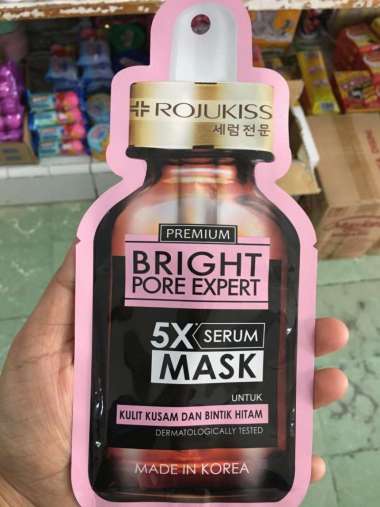 ROJUKISS
세럼전문
PREMIUM
BRIGHT
PORE EXPERT
5X SERUM
MASK
UNTUK
KULIT KUSAM DAN BINTIK HITAM
DERMATOLOGICALLY TESTED
MADE IN KOREA